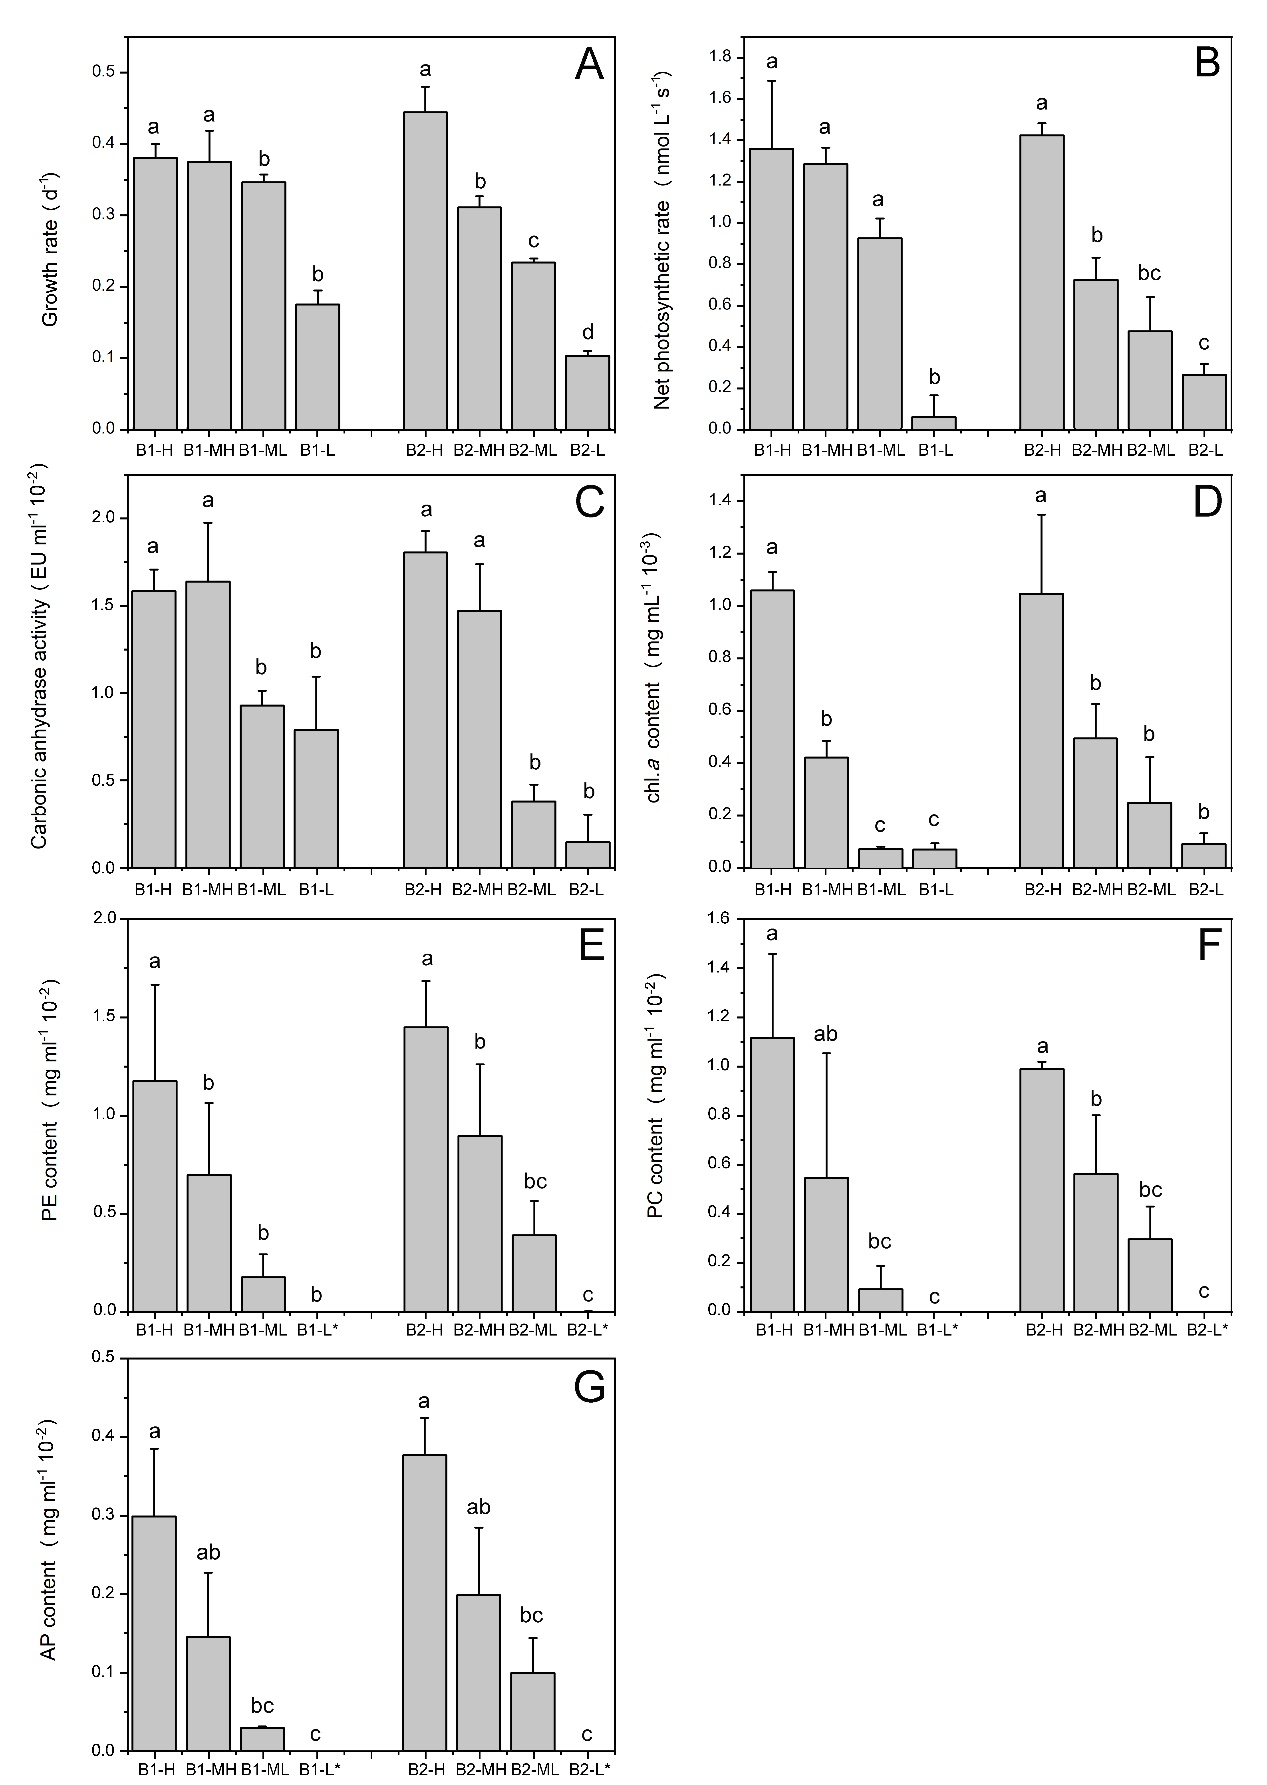 A
Growth rate ( d⁻¹)
0.5
0.4
0.3
0.2
0.1
0.0
a a b b a b c d
B1-H B1-MH B1-ML B1-L B2-H B2-MH B2-ML B2-L
B
Net photosynthetic rate ( nmol L⁻¹ s⁻¹)
1.8
1.6
1.4
1.2
1.0
0.8
0.6
0.4
0.2
0.0
a a a b a b bc c
B1-H B1-MH B1-ML B1-L B2-H B2-MH B2-ML B2-L
C
Carbonic anhydrase activity ( EU ml⁻¹ 10⁻²)
2.0
1.5
1.0
0.5
0.0
a a b b a a b b
B1-H B1-MH B1-ML B1-L B2-H B2-MH B2-ML B2-L
D
chl.a content ( mg mL⁻¹ 10⁻³)
1.4
1.2
1.0
0.8
0.6
0.4
0.2
0.0
a b c c a b b b
B1-H B1-MH B1-ML B1-L B2-H B2-MH B2-ML B2-L
E
PE content ( mg ml⁻¹ 10⁻²)
2.0
1.5
1.0
0.5
0.0
a b b b a b bc c
B1-H B1-MH B1-ML B1-L* B2-H B2-MH B2-ML B2-L*
F
PC content ( mg ml⁻¹ 10⁻²)
1.6
1.4
1.2
1.0
0.8
0.6
0.4
0.2
0.0
a ab bc c a b bc c
B1-H B1-MH B1-ML B1-L* B2-H B2-MH B2-ML B2-L*
G
AP content ( mg ml⁻¹ 10⁻²)
0.5
0.4
0.3
0.2
0.1
0.0
a ab bc c a ab bc c
B1-H B1-MH B1-ML B1-L* B2-H B2-MH B2-ML B2-L*